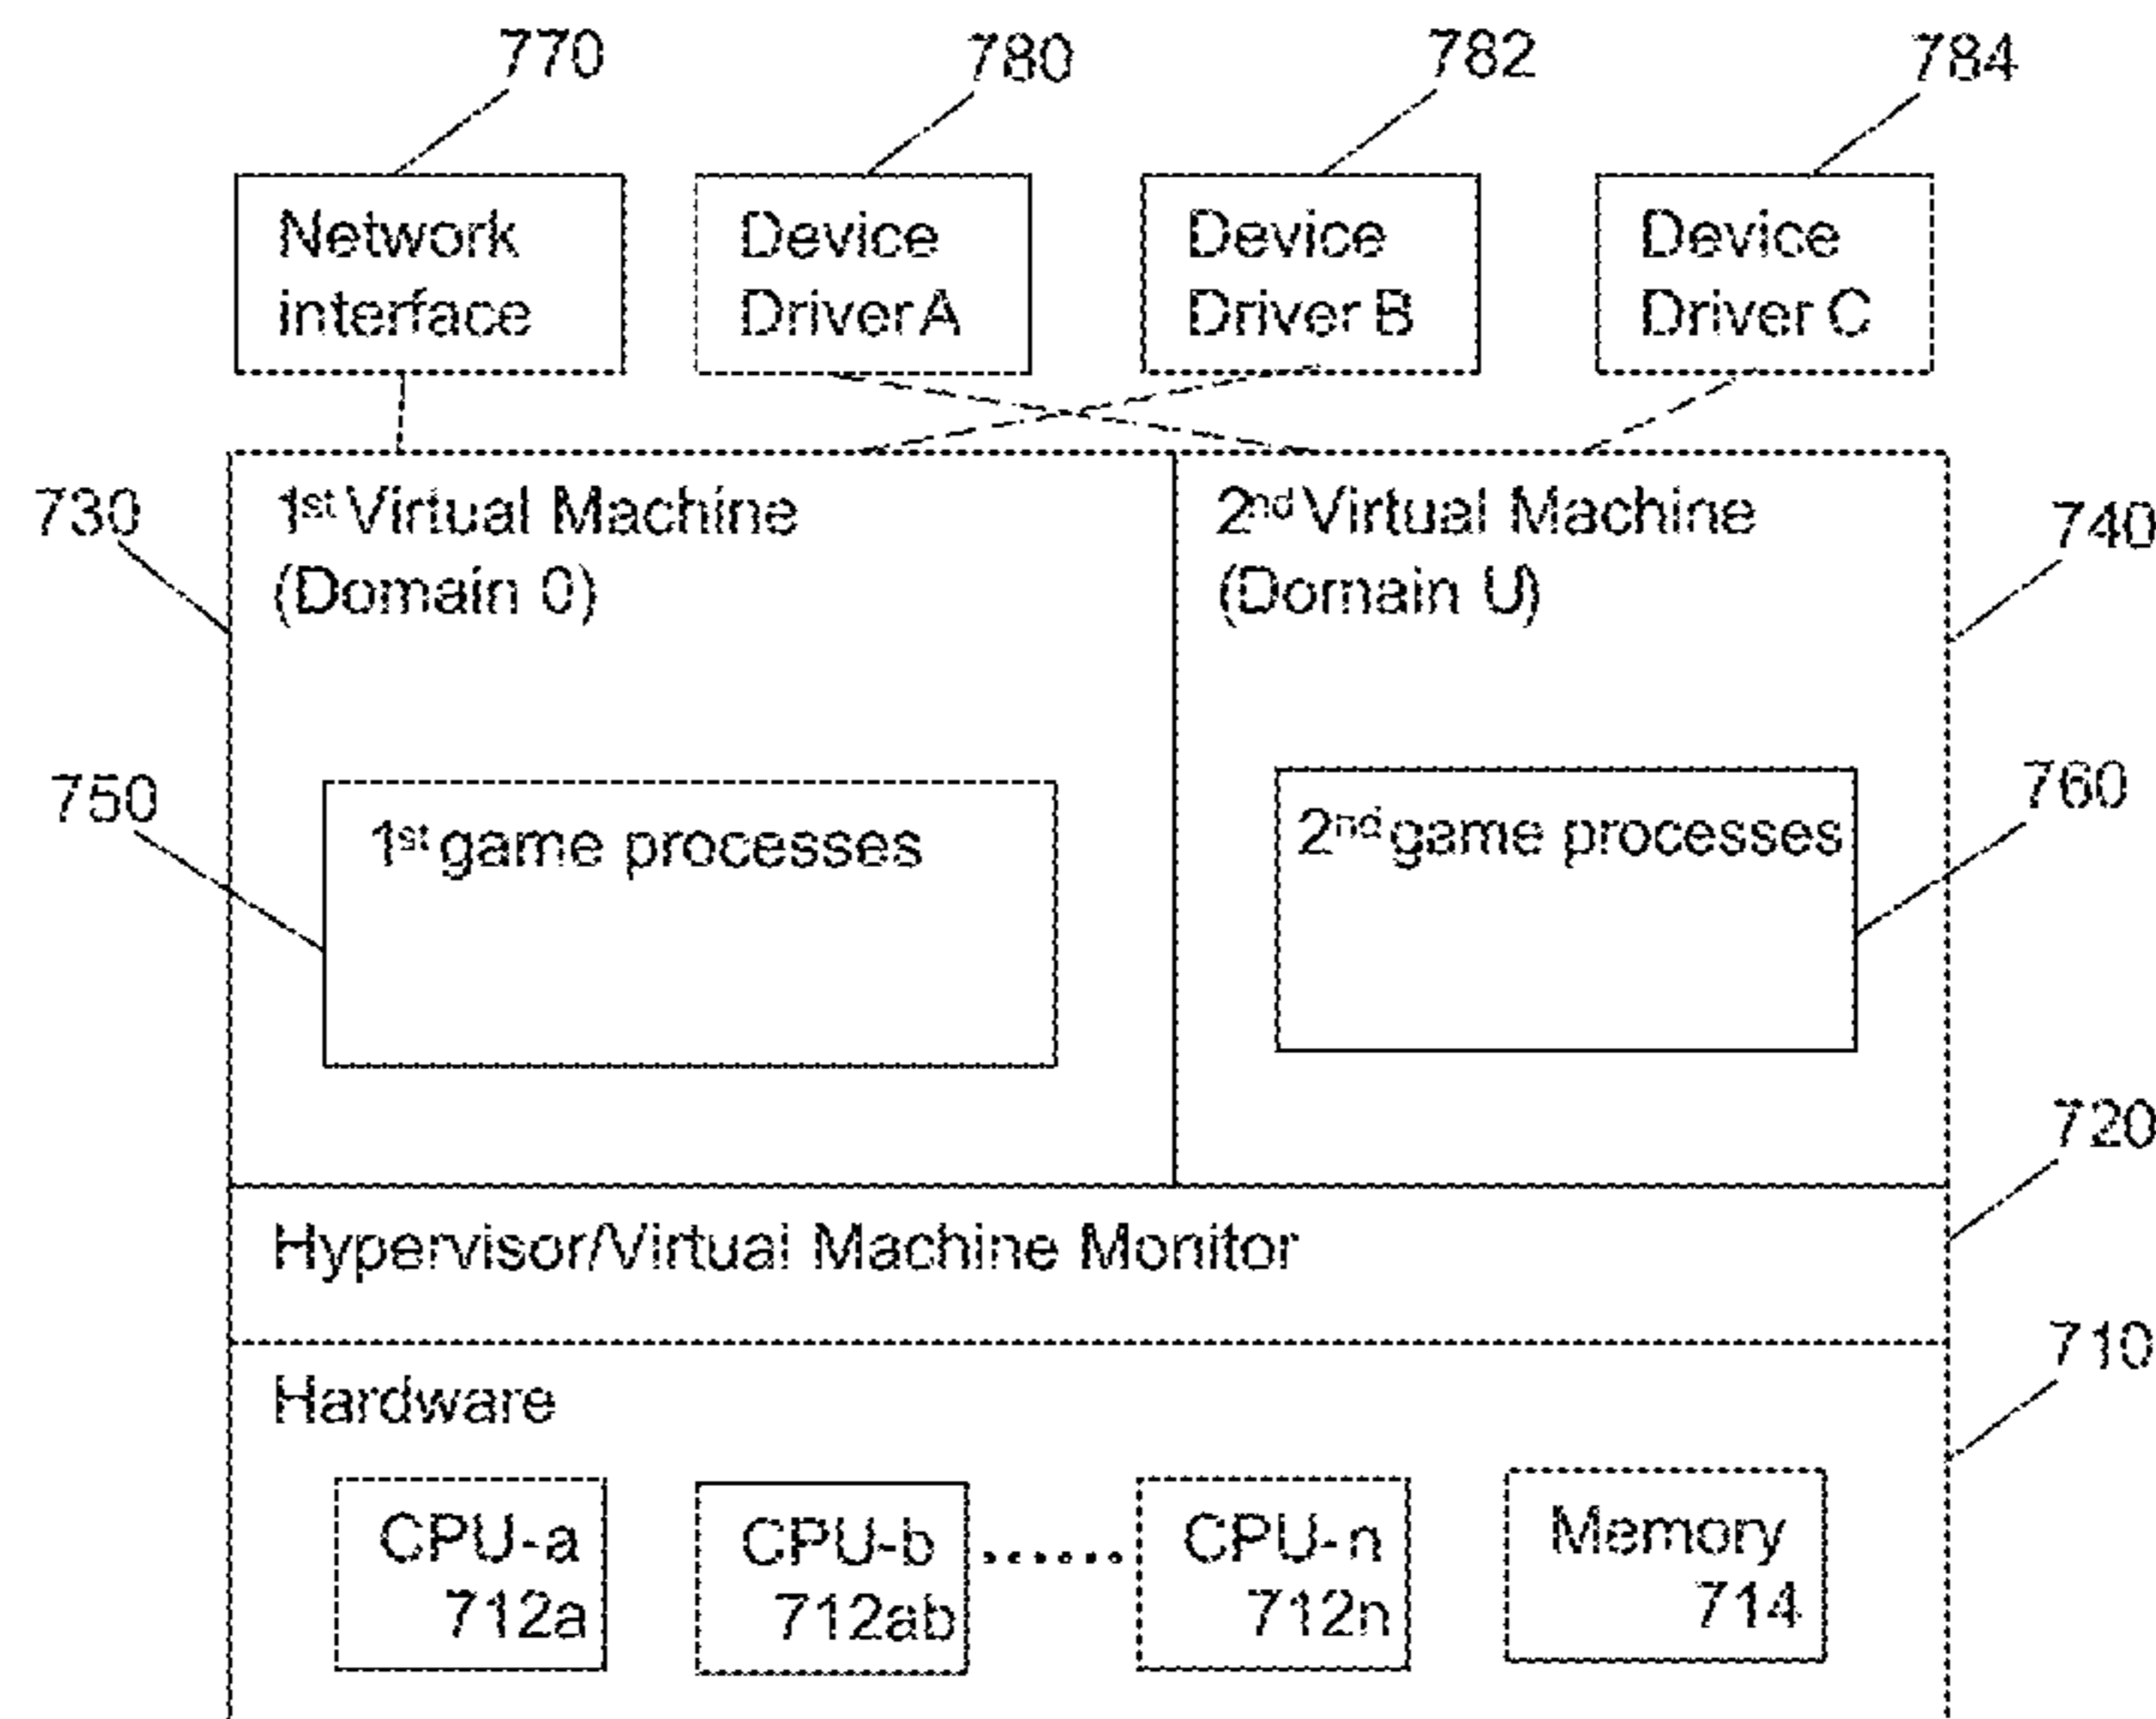 770
780
782
784
Network
interface
Device
Driver A
Device
Driver B
Device
Driver C
730
1st Virtual Machine
(Domain 0)
2nd Virtual Machine
(Domain U)
740
750
1st game processes
2nd game processes
760
720
Hypervisor/Virtual Machine Monitor
710
Hardware
CPU-a
712a
CPU-b
712ab
......
CPU-n
712n
Memory
714